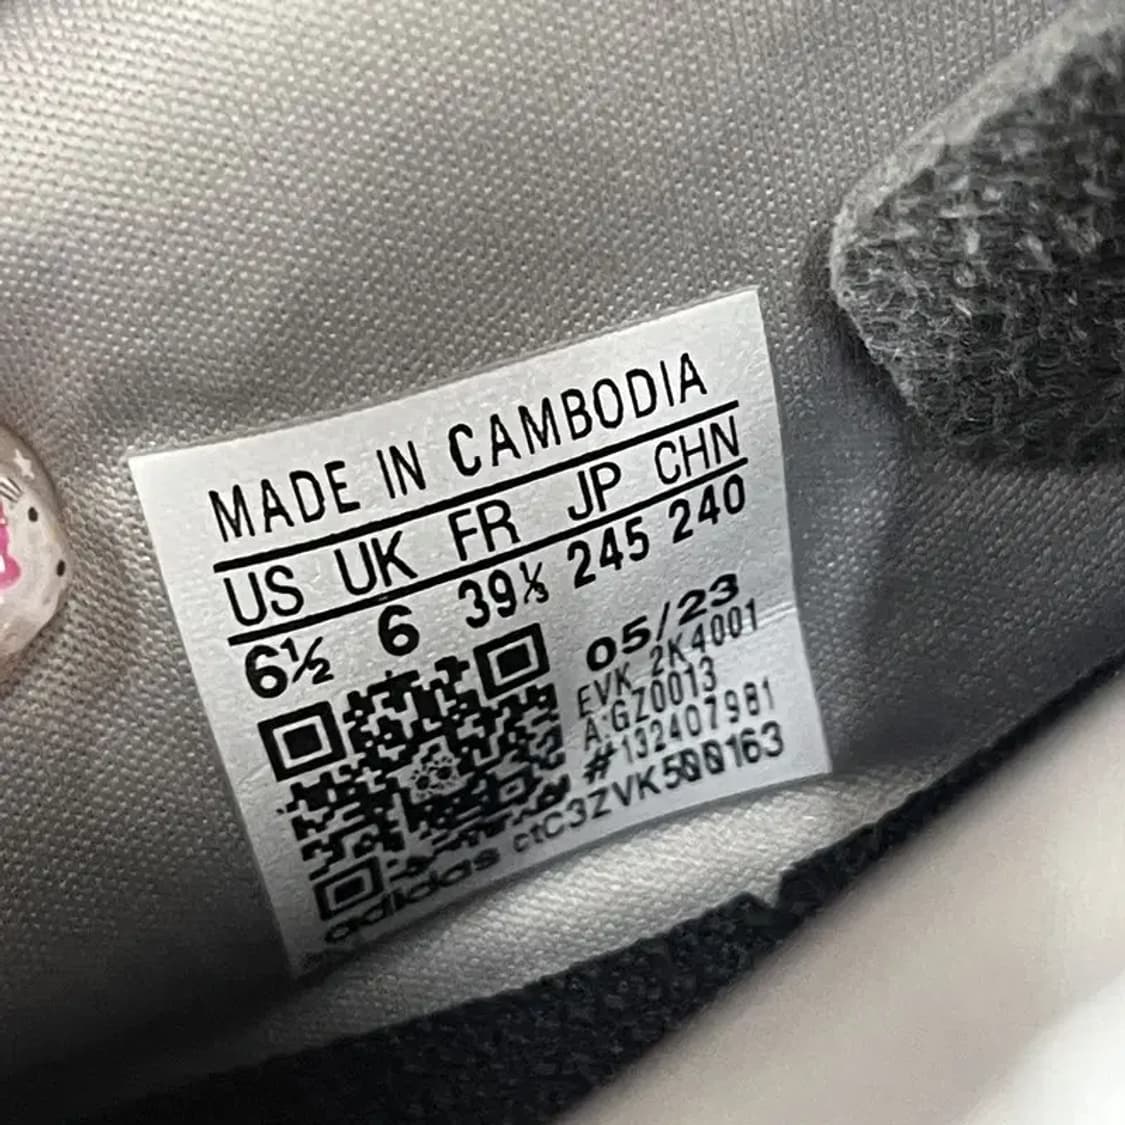 MADE IN CAMBODIA
US UK FR JP CHN
6½ 6 39⅓ 245 240
05/23
EVK 2K4001
A:GZ0013
#132407981
adidas ctC3ZVK500163